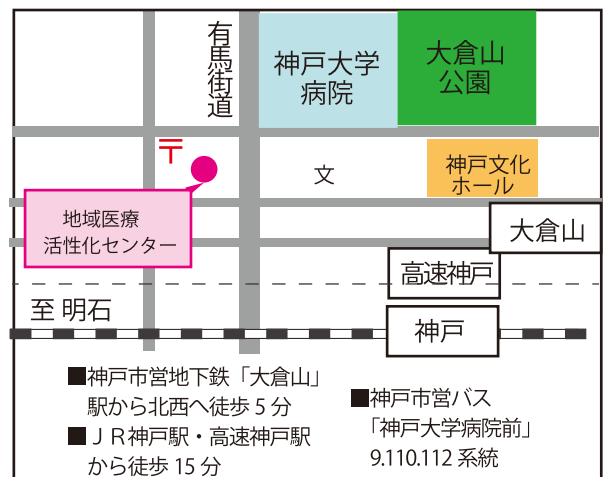 有馬街道
神戸大学
病院
大倉山
公園
〒
文
神戸文化
ホール
地域医療
活性化センター
大倉山
高速神戸
至 明石
神戸
■神戸市営地下鉄「大倉山」
駅から北西へ徒歩 5 分
■ＪＲ神戸駅・高速神戸駅
から徒歩 15 分
■神戸市営バス
「神戸大学病院前」
9.110.112 系統